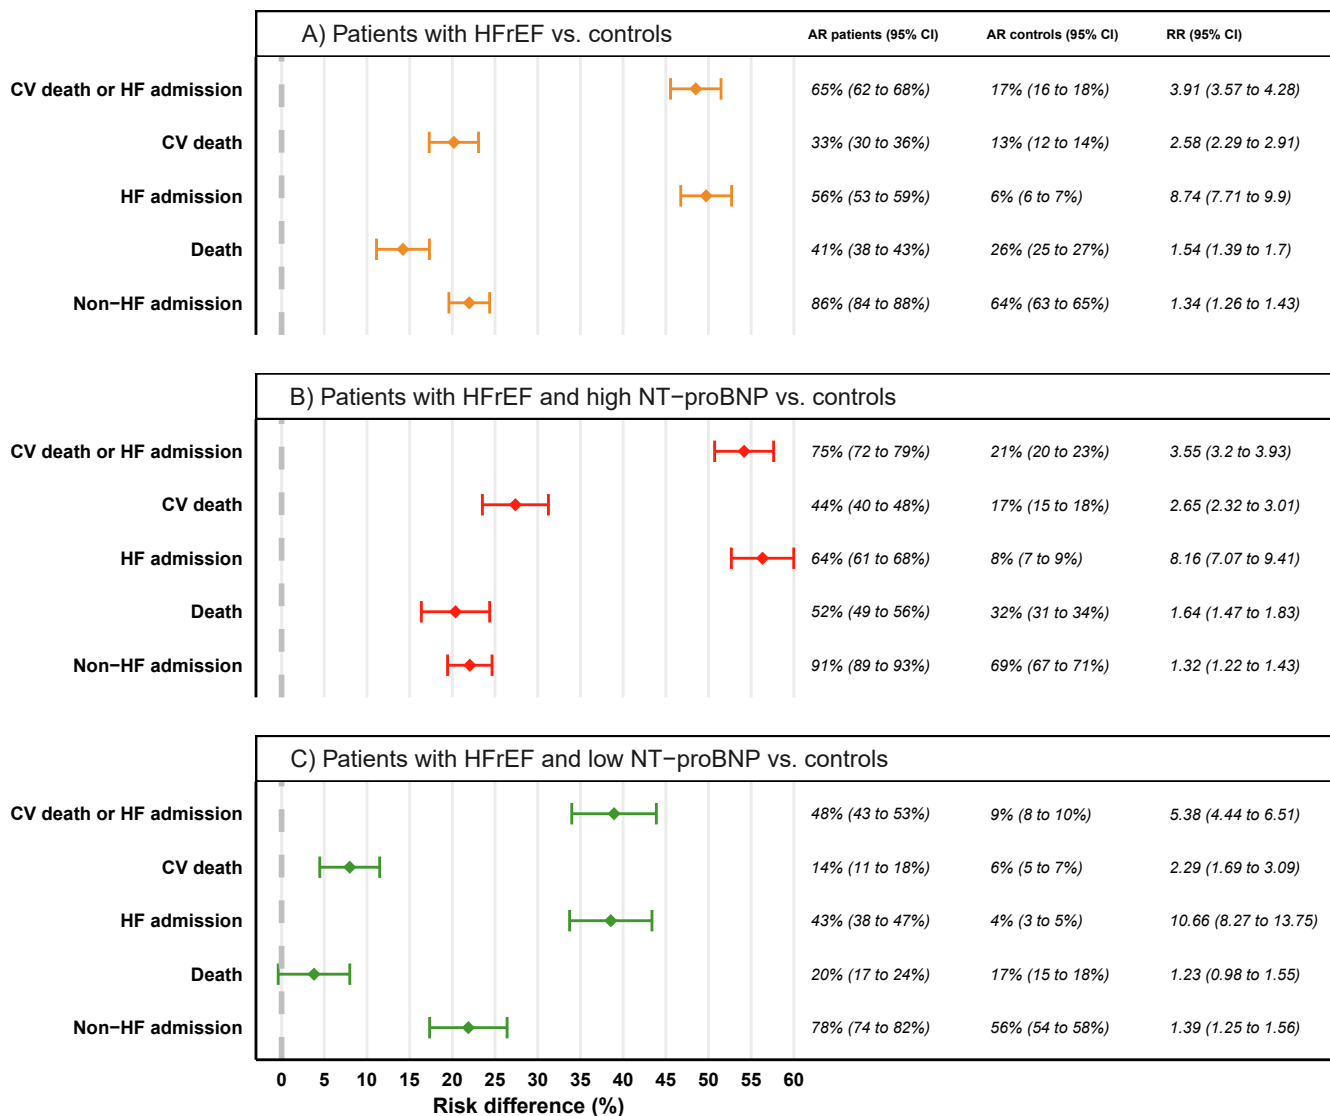 A) Patients with HFrEF vs. controls AR patients (95% CI) AR controls (95% CI) RR (95% CI)
CV death or HF admission 65% (62 to 68%) 17% (16 to 18%) 3.91 (3.57 to 4.28)
CV death 33% (30 to 36%) 13% (12 to 14%) 2.58 (2.29 to 2.91)
HF admission 56% (53 to 59%) 6% (6 to 7%) 8.74 (7.71 to 9.9)
Death 41% (38 to 43%) 26% (25 to 27%) 1.54 (1.39 to 1.7)
Non−HF admission 86% (84 to 88%) 64% (63 to 65%) 1.34 (1.26 to 1.43)
B) Patients with HFrEF and high NT−proBNP vs. controls
CV death or HF admission 75% (72 to 79%) 21% (20 to 23%) 3.55 (3.2 to 3.93)
CV death 44% (40 to 48%) 17% (15 to 18%) 2.65 (2.32 to 3.01)
HF admission 64% (61 to 68%) 8% (7 to 9%) 8.16 (7.07 to 9.41)
Death 52% (49 to 56%) 32% (31 to 34%) 1.64 (1.47 to 1.83)
Non−HF admission 91% (89 to 93%) 69% (67 to 71%) 1.32 (1.22 to 1.43)
C) Patients with HFrEF and low NT−proBNP vs. controls
CV death or HF admission 48% (43 to 53%) 9% (8 to 10%) 5.38 (4.44 to 6.51)
CV death 14% (11 to 18%) 6% (5 to 7%) 2.29 (1.69 to 3.09)
HF admission 43% (38 to 47%) 4% (3 to 5%) 10.66 (8.27 to 13.75)
Death 20% (17 to 24%) 17% (15 to 18%) 1.23 (0.98 to 1.55)
Non−HF admission 78% (74 to 82%) 56% (54 to 58%) 1.39 (1.25 to 1.56)
0 5 10 15 20 25 30 35 40 45 50 55 60
Risk difference (%)